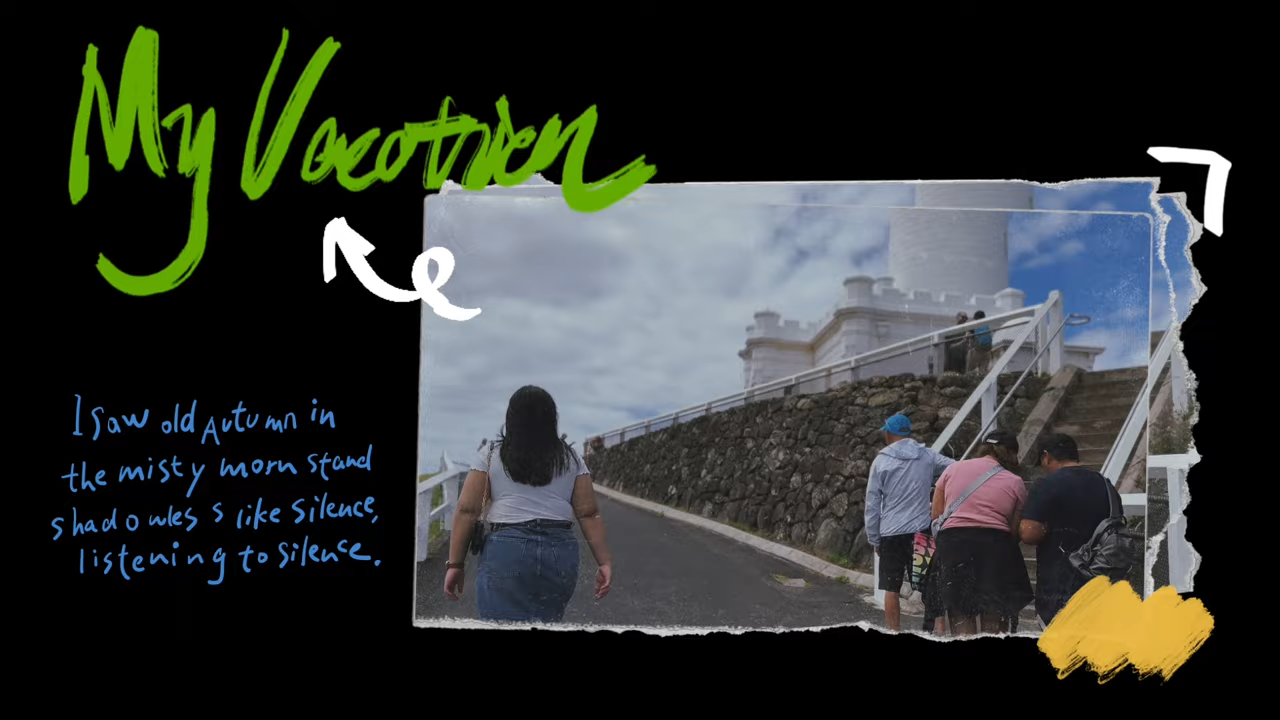 My Vacation
I saw old Autumn in
the misty morn stand
shadowless like silence,
listening to silence.